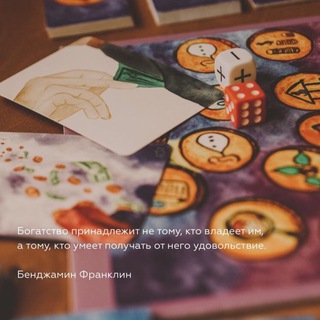 Богатство принадлежит не тому, кто владеет им,
а тому, кто умеет получать от него удовольствие.
Бенджамин Франклин